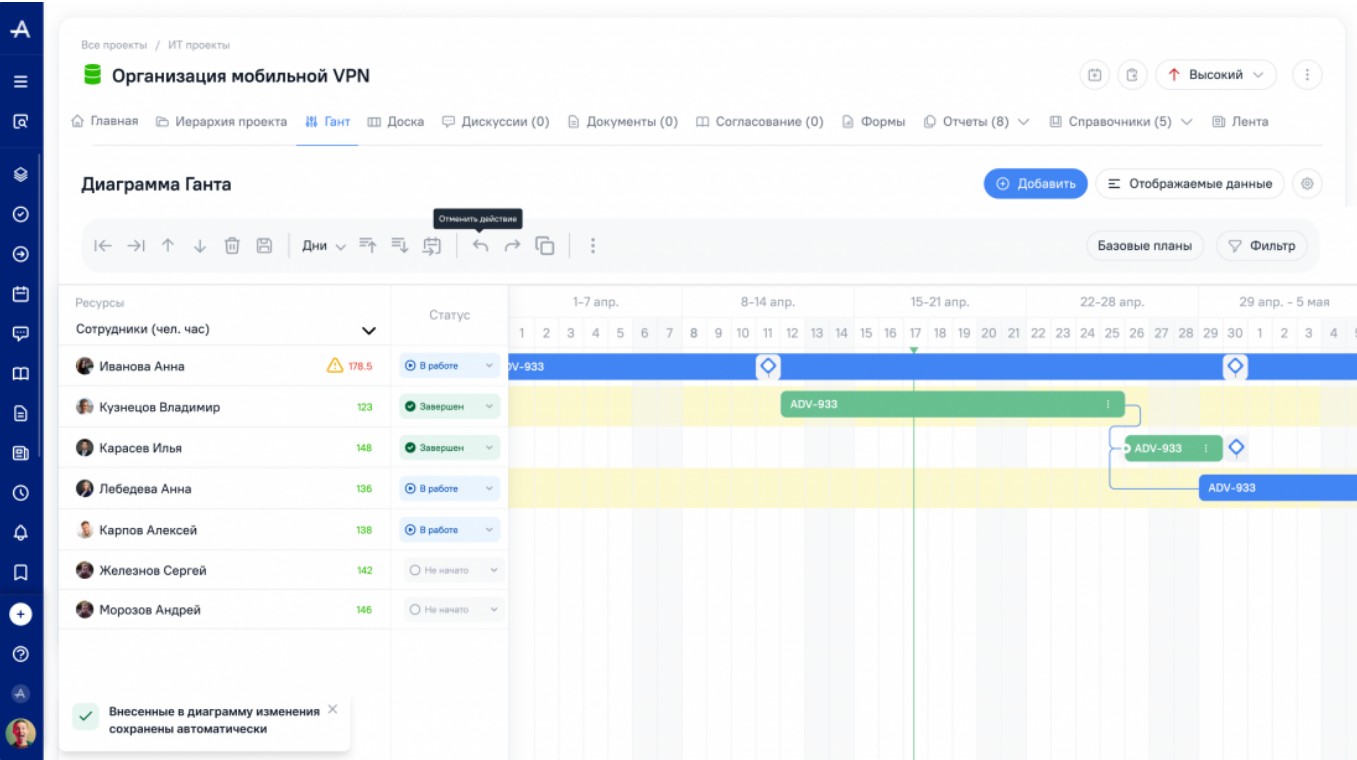 Все проекты / ИТ проекты
Организация мобильной VPN
Высокий
Главная Иерархия проекта Гант Доска Дискуссии (0) Документы (0) Согласование (0) Формы Отчеты (8) Справочники (5) Лента
Диаграмма Ганта
Добавить Отображаемые данные
Отменить действие
Дни Базовые планы Фильтр
Ресурсы
Сотрудники (чел. час)
Статус
1-7 апр. 8-14 апр. 15-21 апр. 22-28 апр. 29 апр. - 5 мая
1 2 3 4 5 6 7 8 9 10 11 12 13 14 15 16 17 18 19 20 21 22 23 24 25 26 27 28 29 30 1 2 3 4
Иванова Анна 178.5 В работе DV-933
Кузнецов Владимир 123 Завершен ADV-933
Карасев Илья 148 Завершен ADV-933
Лебедева Анна 136 В работе ADV-933
Карпов Алексей 138 В работе
Железнов Сергей 142 Не начато
Морозов Андрей 146 Не начато
Внесенные в диаграмму изменения
сохранены автоматически